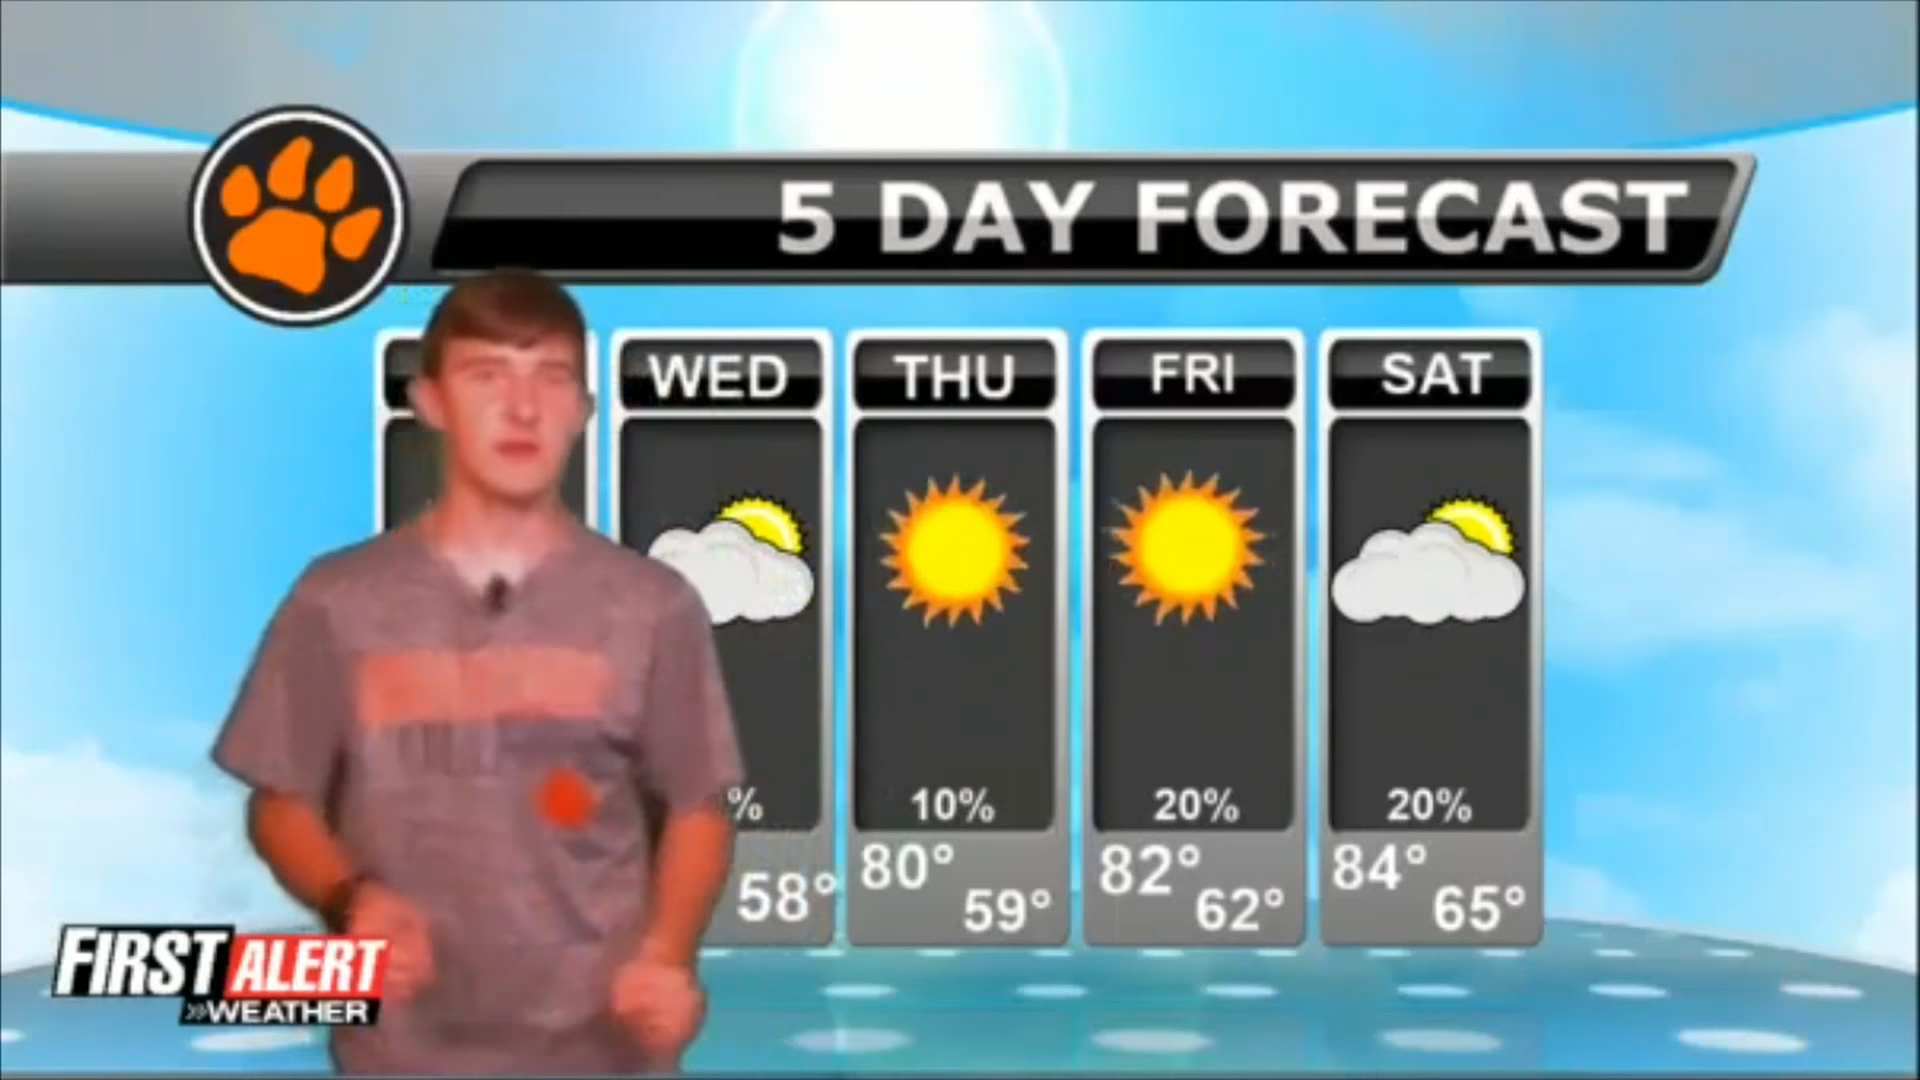 5 DAY FORECAST
WED
THU
FRI
SAT
%
10%
20%
20%
58°
80°
59°
82°
62°
84°
65°
FIRST ALERT
»WEATHER